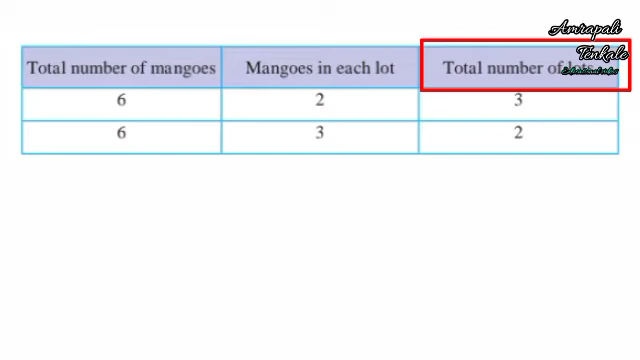 Amrapali
Tenkale
Total number of mangoes Mangoes in each lot Total number of lots
6 2 3
6 3 2